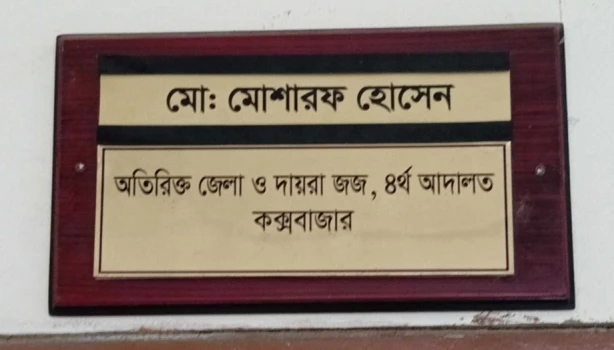 মো: মোশারফ হোসেন
অতিরিক্ত জেলা ও দায়রা জজ, ৪র্থ আদালত
কক্সবাজার